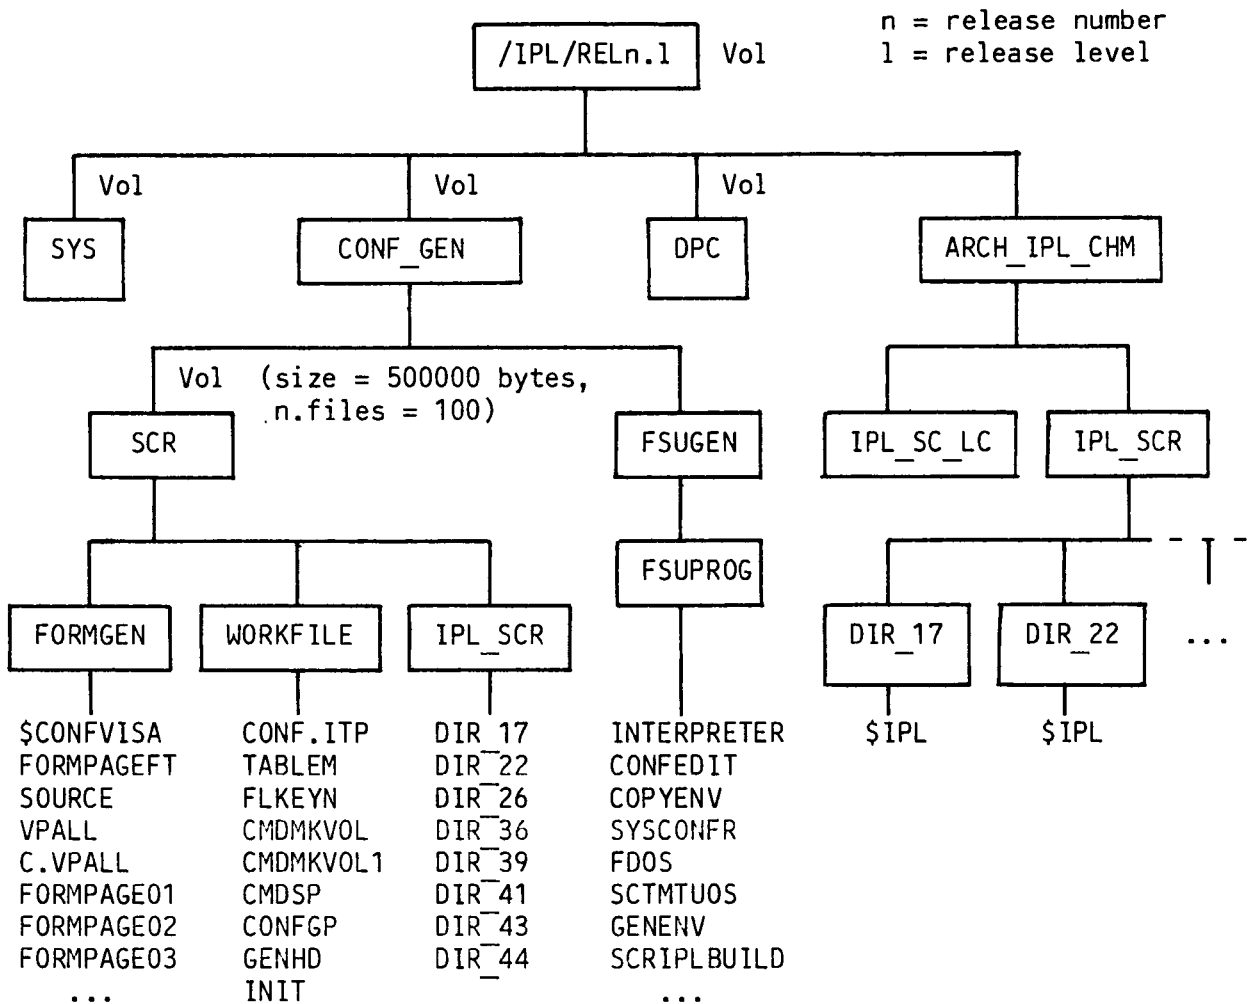 n = release number
/IPL/RELn.l Vol l = release level
Vol Vol Vol
SYS CONF_GEN DPC ARCH_IPL_CHM
Vol (size = 500000 bytes,
n.files = 100)
SCR FSUGEN IPL_SC_LC IPL_SCR
FSUPROG
FORMGEN WORKFILE IPL_SCR DIR_17 DIR_22 ...
$CONFVISA CONF.ITP DIR_17 INTERPRETER $IPL $IPL
FORMPAGEFT TABLEM DIR_22 CONFEDIT
SOURCE FLKEYN DIR_26 COPYENV
VPALL CMDMKVOL DIR_36 SYSCONFR
C.VPALL CMDMKVOL1 DIR_39 FDOS
FORMPAGE01 CMDSP DIR_41 SCTMTUOS
FORMPAGE02 CONFGP DIR_43 GENENV
FORMPAGE03 GENHD DIR_44 SCRIPLBUILD
... INIT ...